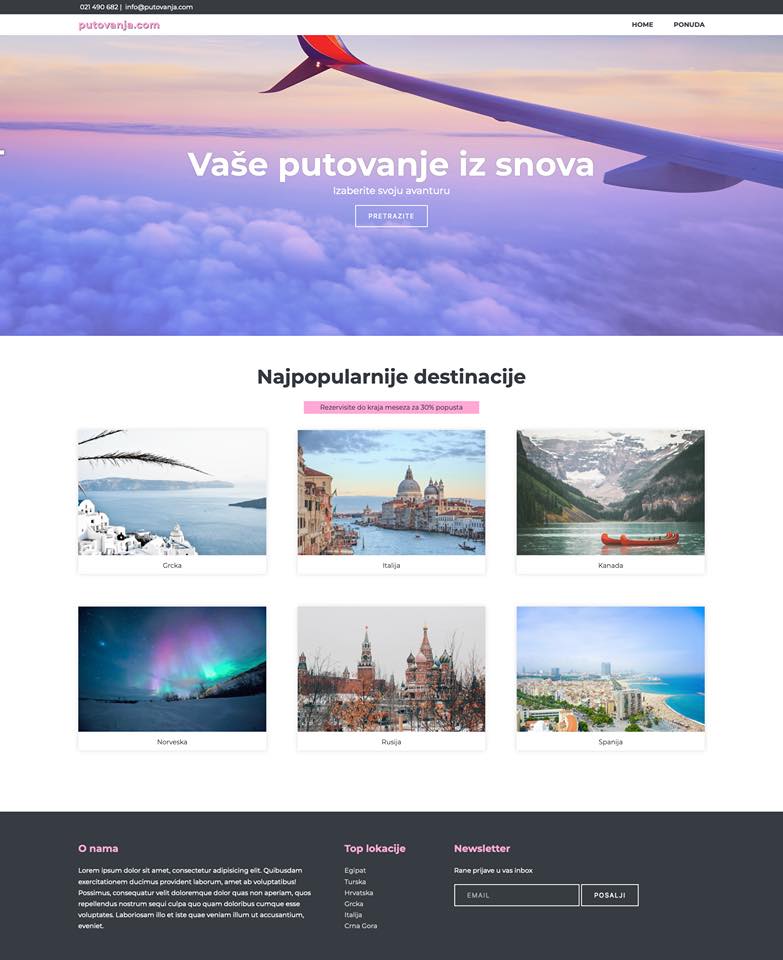 021 490 682 | info@putovanja.com
putovanja.com
HOME PONUDA
Vaše putovanje iz snova
Izaberite svoju avanturu
PRETRAZITE
Najpopularnije destinacije
Rezervisite do kraja meseza za 30% popusta
Grcka
Italija
Kanada
Norveska
Rusija
Spanija
O nama
Lorem ipsum dolor sit amet, consectetur adipisicing elit. Quibusdam
exercitationem ducimus provident laborum, amet ab voluptatibus!
Possimus, consequatur velit doloremque dolor quas non aperiam, quos
repellendus nostrum sequi culpa quo quam doloribus cumque esse
voluptates. Laboriosam illo et iste quae veniam illum ut accusantium,
eveniet.
Top lokacije
Egipat
Turska
Hrvatska
Grcka
Italija
Crna Gora
Newsletter
Rane prijave u vas inbox
EMAIL
POSALJI